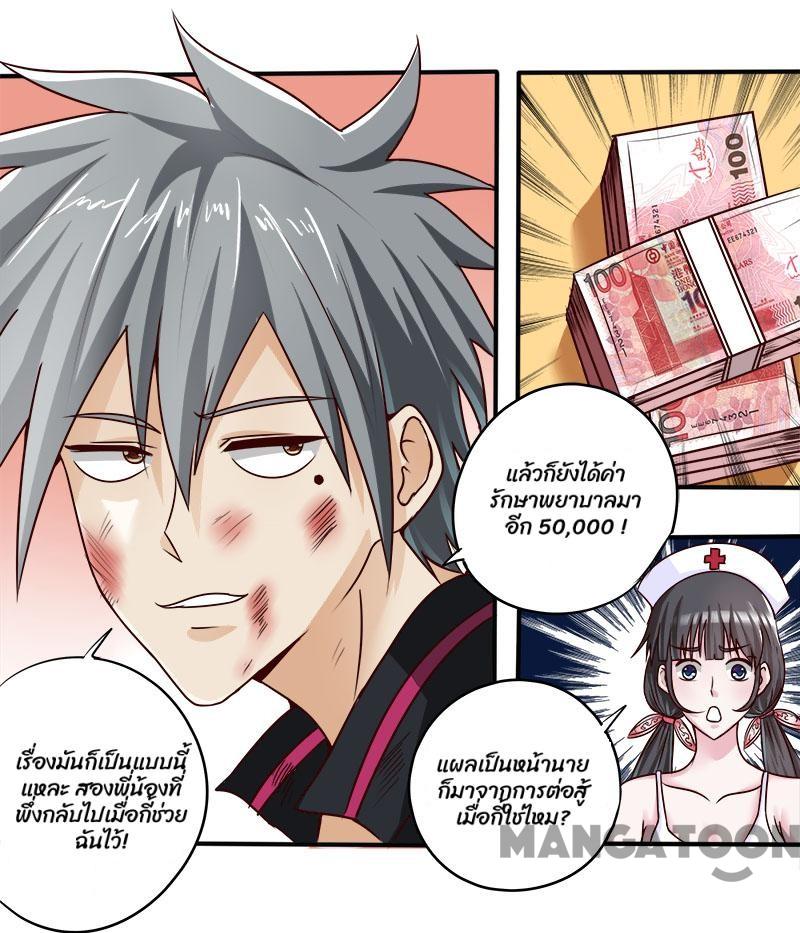 แล้วก็ยังได้ค่า
รักษาพยาบาลมา
อีก 50,000 !
เรื่องมันก็เป็นแบบนี้
แหละ สองพี่น้องที่
พึ่งกลับไปเมื่อกี้ช่วย
ฉันไว้!
แผลเป็นหน้านาย
ก็มาจากการต่อสู้
เมื่อกี้ใช่ไหม?
MANGATOON
100
EE674321
100